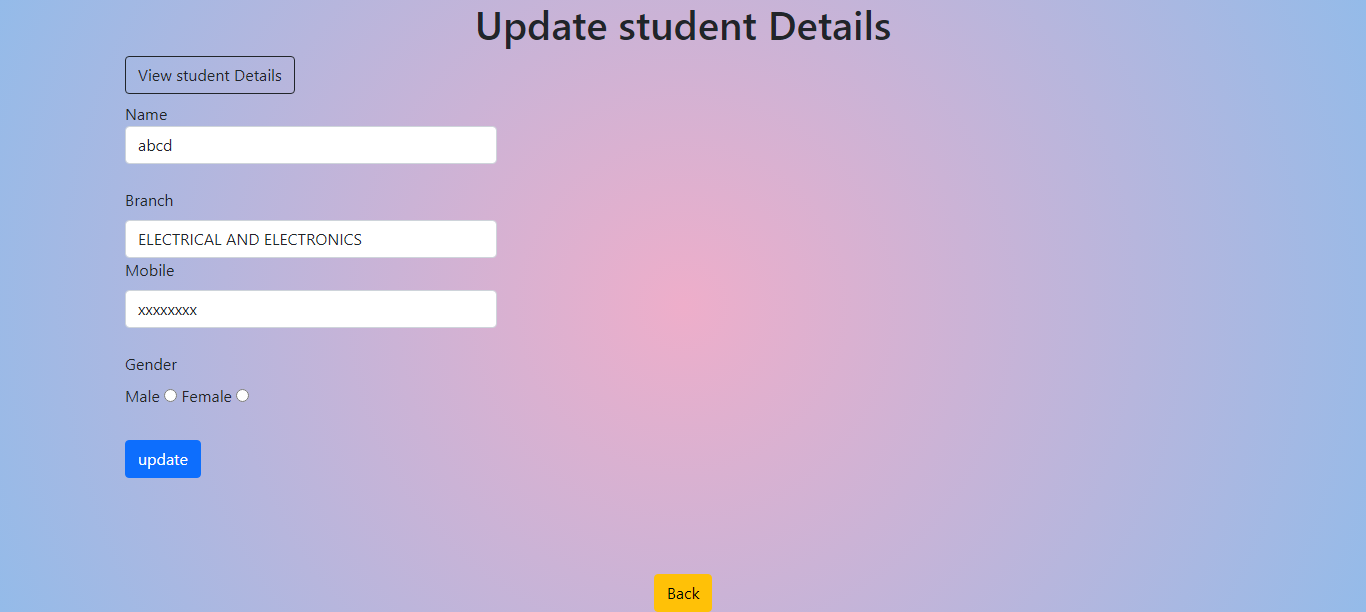 Update student Details
View student Details
Name
abcd
Branch
ELECTRICAL AND ELECTRONICS
Mobile
xxxxxxxx
Gender
Male Female
update
Back